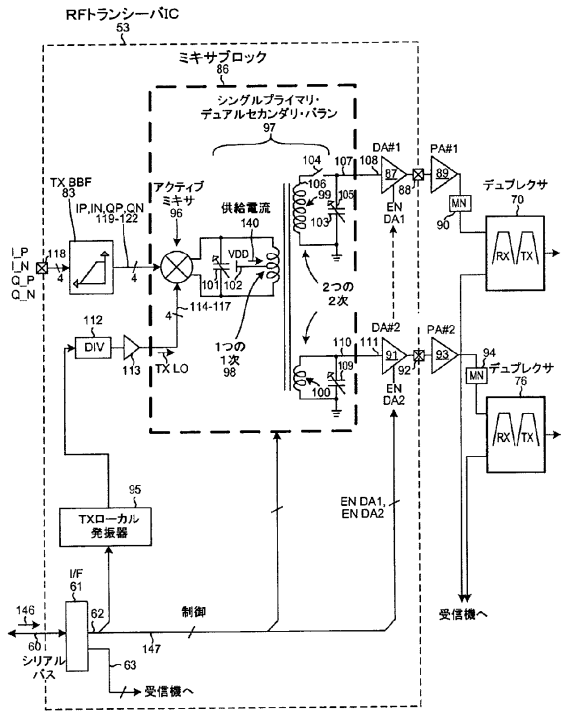 RFトランシーバIC
53
ミキサブロック
86
シングルプライマリ・
デュアルセカンダリ・バラン
97
104
107
108
DA#1
87
88
PA#1
89
MN
90
デュプレクサ
70
RX
TX
106
99
105
103
EN
DA1
TX BBF
83
IP,IN,QP,QN
119-122
アクティブ
ミキサ
96
供給電流
140
VDD
101
102
I_P
I_N
Q_P
Q_N
118
4
4
4
114-117
1つの
1次
98
2つの
2次
112
DIV
113
TX LO
110
111
DA#2
91
92
PA#2
93
94
MN
デュプレクサ
76
RX
TX
109
100
EN
DA2
95
TXローカル
発振器
EN DA1,
EN DA2
I/F
61
146
60
シリアル
バス
62
制御
147
63
受信機へ
受信機へ